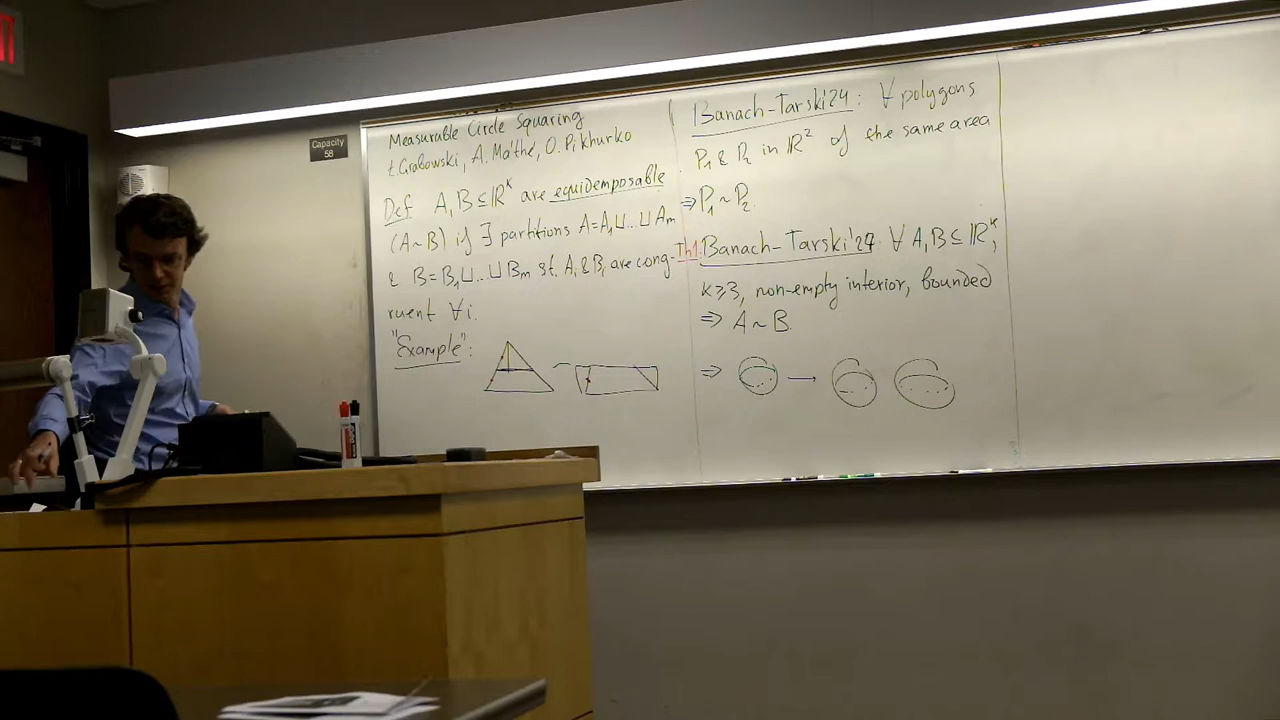 Capacity
58
Measurable Circle Squaring
Ł. Grabowski, A. Máthé, O. Pikhurko
Def A, B ⊆ ℝᵏ are equidemposable
(A~B) if ∃ partitions A=A₁⊔...⊔Aₘ
& B=B₁⊔...⊔Bₘ st. Aᵢ & Bᵢ are cong-
ruent ∀i.
"Example":
Banach-Tarski'24: ∀ polygons
P₁ & P₂ in ℝ² of the same area
⇒ P₁ ~ P₂.
Th1 Banach-Tarski'24: ∀ A, B ⊆ ℝᵏ,
k≥3, non-empty interior, bounded
⇒ A ~ B.
⇒ →